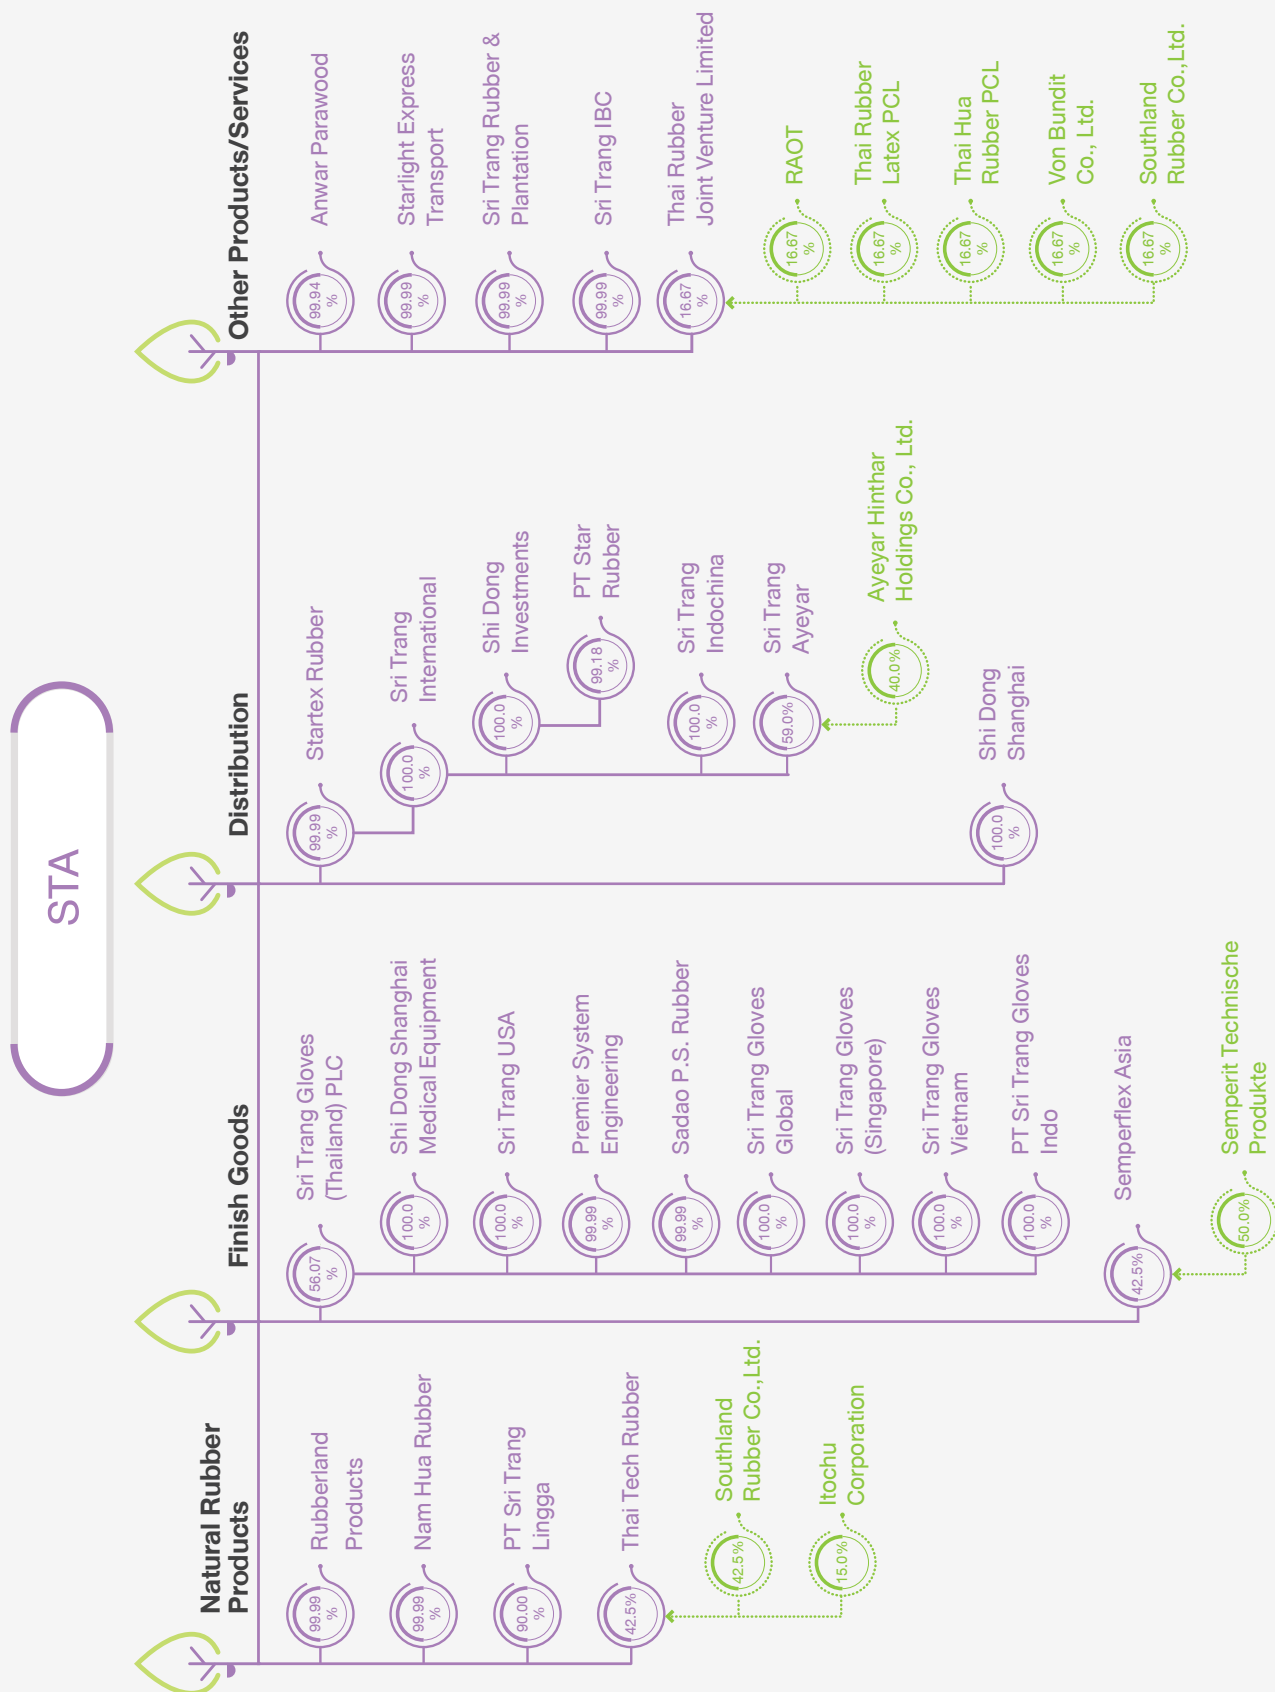 STA
Natural Rubber
Products
99.99
%
Rubberland
Products
99.99
%
Nam Hua Rubber
90.00
%
PT Sri Trang
Lingga
42.5%
Thai Tech Rubber
42.5%
Southland
Rubber Co.,Ltd.
15.0%
Itochu
Corporation
Finish Goods
56.07
%
Sri Trang Gloves
(Thailand) PLC
100.0
%
Shi Dong Shanghai
Medical Equipment
100.0
%
Sri Trang USA
99.99
%
Premier System
Engineering
99.99
%
Sadao P.S. Rubber
100.0
%
Sri Trang Gloves
Global
100.0
%
Sri Trang Gloves
(Singapore)
100.0
%
Sri Trang Gloves
Vietnam
100.0
%
PT Sri Trang Gloves
Indo
42.5%
Semperflex Asia
50.0%
Semperit Technische
Produkte
Distribution
99.99
%
Startex Rubber
100.0
%
Sri Trang
International
100.0
%
Shi Dong
Investments
99.18
%
PT Star
Rubber
100.0
%
Sri Trang
Indochina
59.0%
Sri Trang
Ayeyar
40.0%
Ayeyar Hinthar
Holdings Co., Ltd.
100.0
%
Shi Dong
Shanghai
Other Products/Services
99.94
%
Anwar Parawood
99.99
%
Starlight Express
Transport
99.99
%
Sri Trang Rubber &
Plantation
99.99
%
Sri Trang IBC
16.67
%
Thai Rubber
Joint Venture Limited
16.67
%
RAOT
16.67
%
Thai Rubber
Latex PCL
16.67
%
Thai Hua
Rubber PCL
16.67
%
Von Bundit
Co., Ltd.
16.67
%
Southland
Rubber Co.,Ltd.